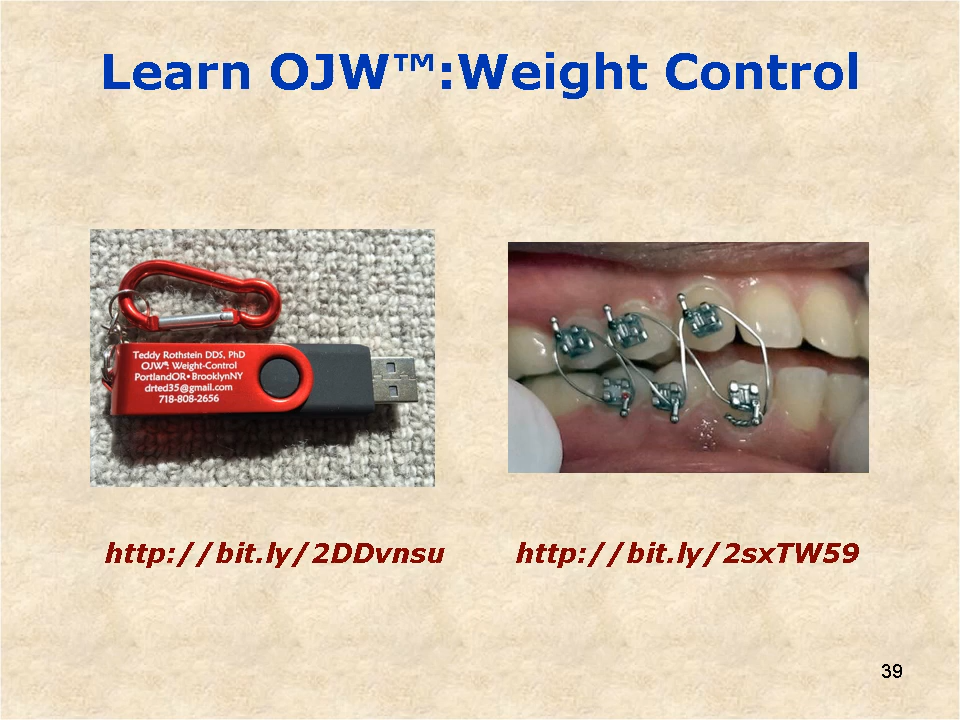 Learn OJW™:Weight Control
Teddy Rothstein DDS, PhD
OJW™: Weight-Control
PortlandOR•BrooklynNY
drted35@gmail.com
718-808-2656
http://bit.ly/2DDvnsu
http://bit.ly/2sxTW59
39